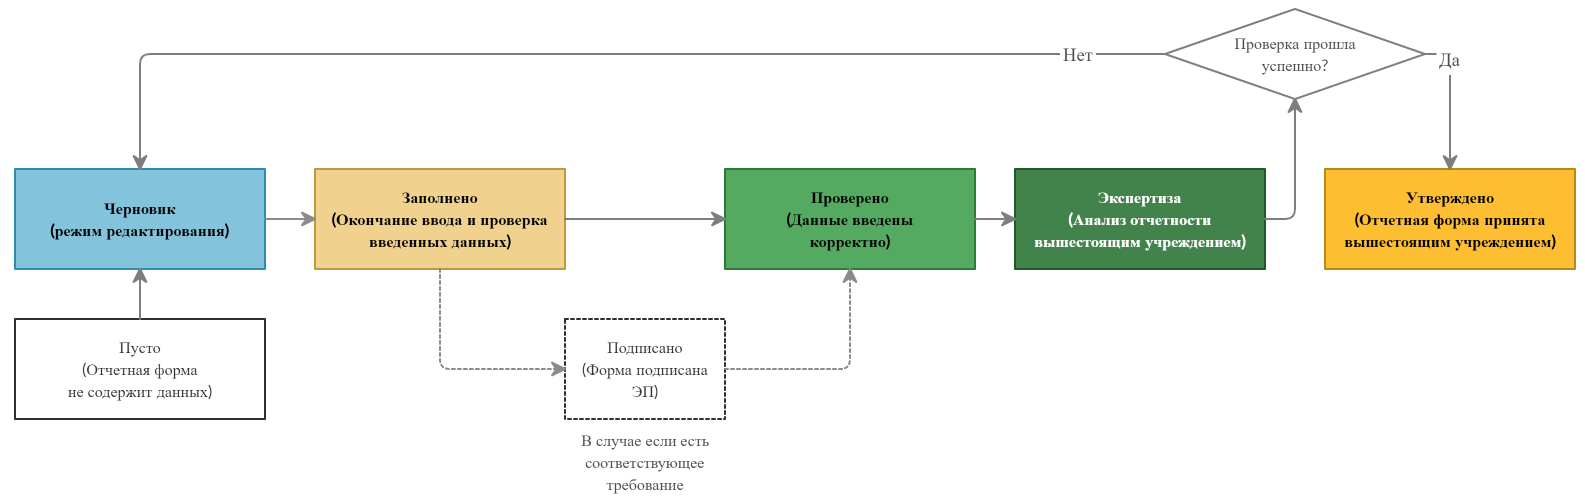 Проверка прошла
успешно?
Нет
Да
Черновик
(режим редактирования)
Заполнено
(Окончание ввода и проверка
введенных данных)
Проверено
(Данные введены
корректно)
Экспертиза
(Анализ отчетности
вышестоящим учреждением)
Утверждено
(Отчетная форма принята
вышестоящим учреждением)
Пусто
(Отчетная форма
не содержит данных)
Подписано
(Форма подписана
ЭП)
В случае если есть
соответствующее
требование